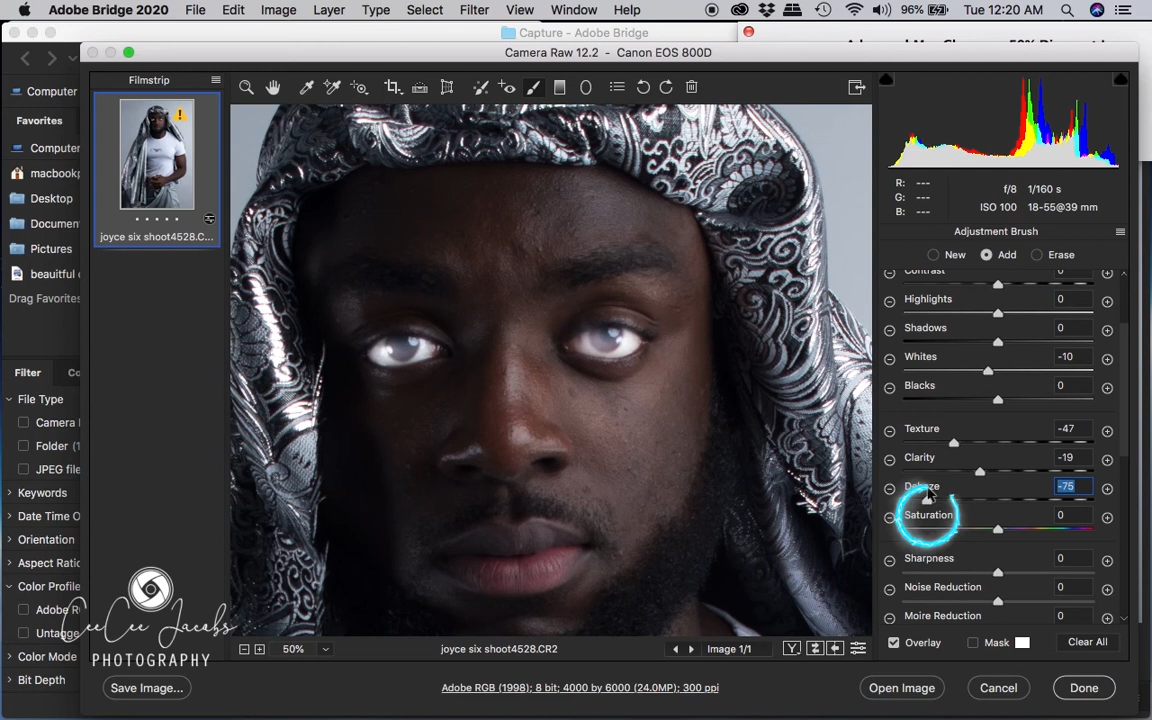 Adobe Bridge 2020 File Edit Image Layer Type Select Filter View Window Help 96% Tue 12:20 AM
Capture - Adobe Bridge
Camera Raw 12.2 - Canon EOS 800D
Computer
Favorites
Computer
macbookp
Desktop
Documen
Pictures
beauitful
Drag Favorites
Filter Co
File Type
Camera
Folder (1
JPEG file
Keywords
Date Time O
Orientation
Aspect Ratio
Color Profile
Adobe R
Untagge
Color Mode
Bit Depth
Filmstrip
joyce six shoot4528.C...
R: ---
G: ---
B: ---
f/8 1/160 s
ISO 100 18-55@39 mm
Adjustment Brush
New Add Erase
Contrast 0
Highlights 0
Shadows 0
Whites -10
Blacks 0
Texture -47
Clarity -19
Dehaze -75
Saturation 0
Sharpness 0
Noise Reduction 0
Moire Reduction 0
Overlay Mask Clear All
CeeCee Jacobs
PHOTOGRAPHY
50% joyce six shoot4528.CR2 Image 1/1
Y
Save Image... Adobe RGB (1998); 8 bit; 4000 by 6000 (24.0MP); 300 ppi Open Image Cancel Done